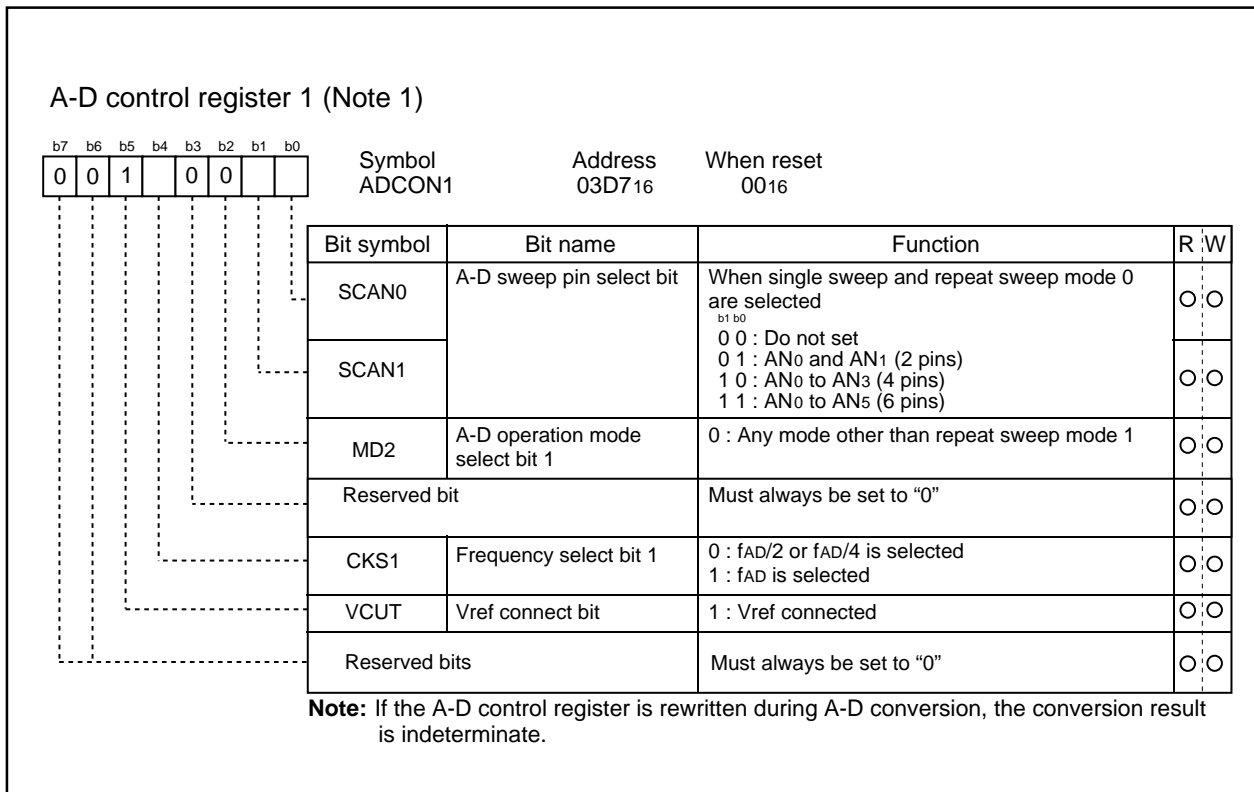 A-D control register 1 (Note 1)
b7 b6 b5 b4 b3 b2 b1 b0
0 0 1 0 0
Symbol Address When reset
ADCON1 03D716 0016
Bit symbol Bit name Function R W
SCAN0 A-D sweep pin select bit When single sweep and repeat sweep mode 0
are selected
b1 b0
0 0 : Do not set
0 1 : AN0 and AN1 (2 pins)
SCAN1
1 0 : AN0 to AN3 (4 pins)
1 1 : AN0 to AN5 (6 pins)
MD2 A-D operation mode
select bit 1
0 : Any mode other than repeat sweep mode 1
Reserved bit Must always be set to “0”
CKS1 Frequency select bit 1 0 : fAD/2 or fAD/4 is selected
1 : fAD is selected
VCUT Vref connect bit 1 : Vref connected
Reserved bits Must always be set to “0”
Note: If the A-D control register is rewritten during A-D conversion, the conversion result
is indeterminate.